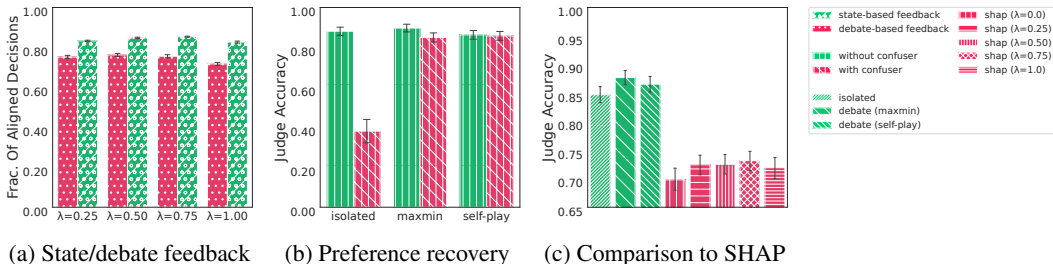 Frac. Of Aligned Decisions
1.00
0.80
0.60
0.40
0.20
0.00
λ=0.25 λ=0.50 λ=0.75 λ=1.00
(a) State/debate feedback
Judge Accuracy
1.00
0.80
0.60
0.40
0.20
0.00
isolated maxmin self-play
(b) Preference recovery
Judge Accuracy
1.00
0.95
0.90
0.85
0.80
0.75
0.70
0.65
(c) Comparison to SHAP
state-based feedback
debate-based feedback
without confuser
with confuser
isolated
debate (maxmin)
debate (self-play)
shap (λ=0.0)
shap (λ=0.25)
shap (λ=0.50)
shap (λ=0.75)
shap (λ=1.0)